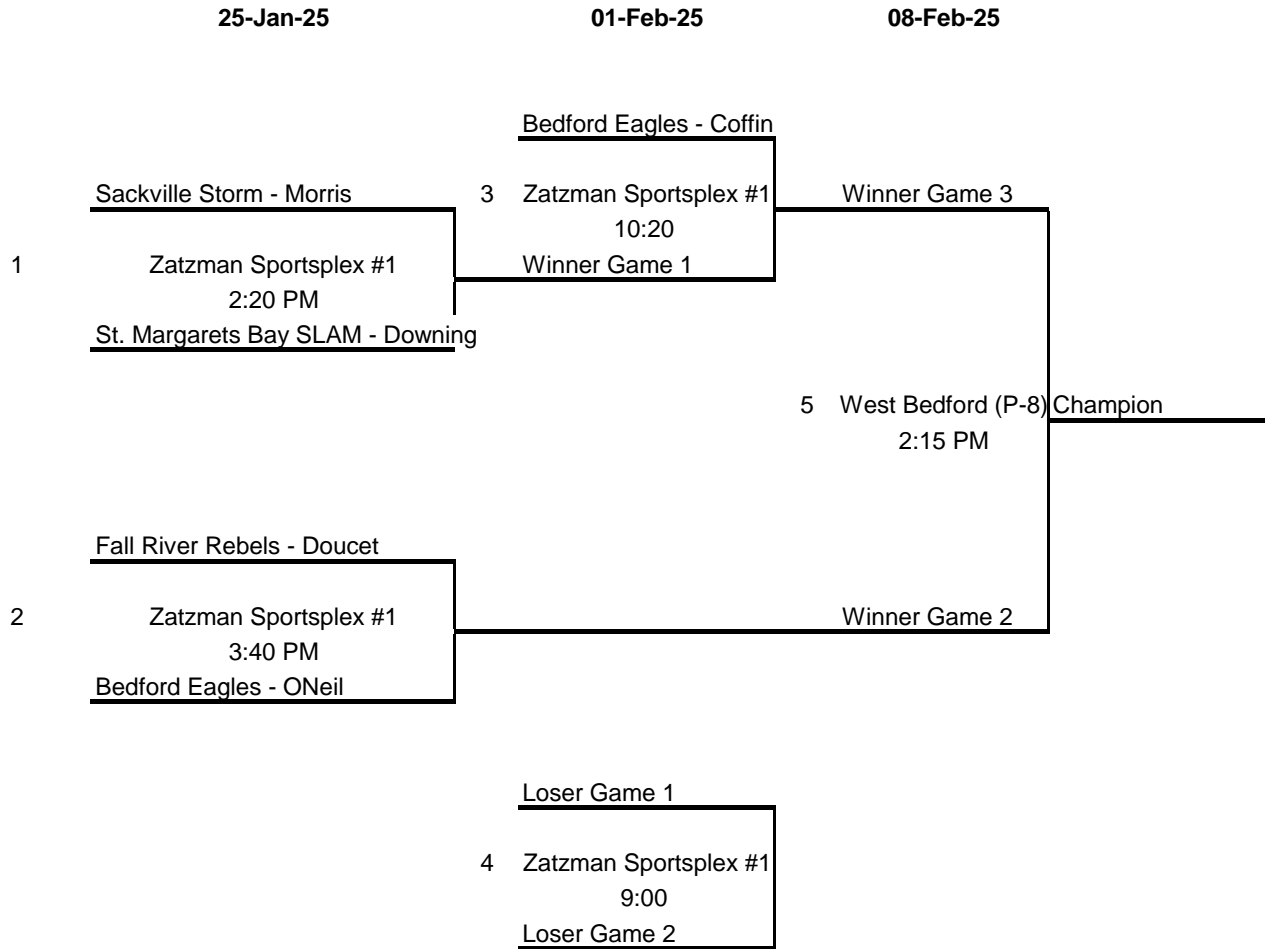 25-Jan-25 01-Feb-25 08-Feb-25
Bedford Eagles - Coffin
Sackville Storm - Morris 3 Zatzman Sportsplex #1 Winner Game 3
10:20
1 Zatzman Sportsplex #1 Winner Game 1
2:20 PM
St. Margarets Bay SLAM - Downing
5 West Bedford (P-8) Champion
2:15 PM
Fall River Rebels - Doucet
2 Zatzman Sportsplex #1 Winner Game 2
3:40 PM
Bedford Eagles - ONeil
Loser Game 1
4 Zatzman Sportsplex #1
9:00
Loser Game 2